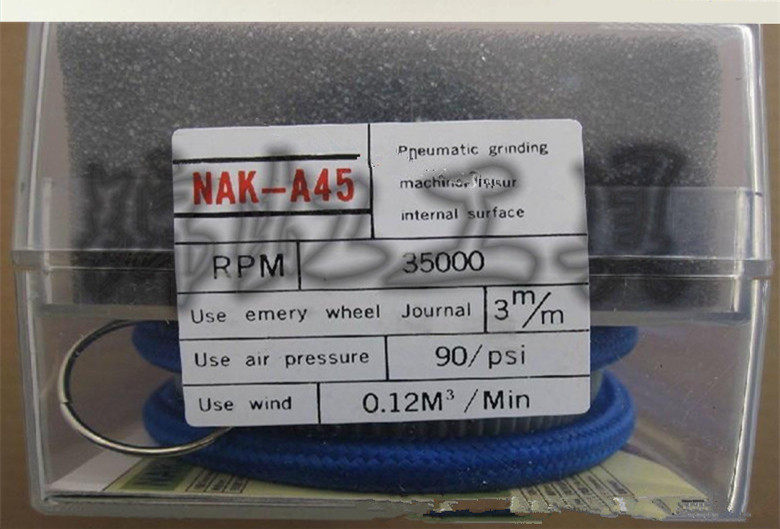 NAK-A45
Pneumatic grinding
machine,
internal surface
RPM 35000
Use emery wheel Journal 3m/m
Use air pressure 90/psi
Use wind 0.12M³/Min